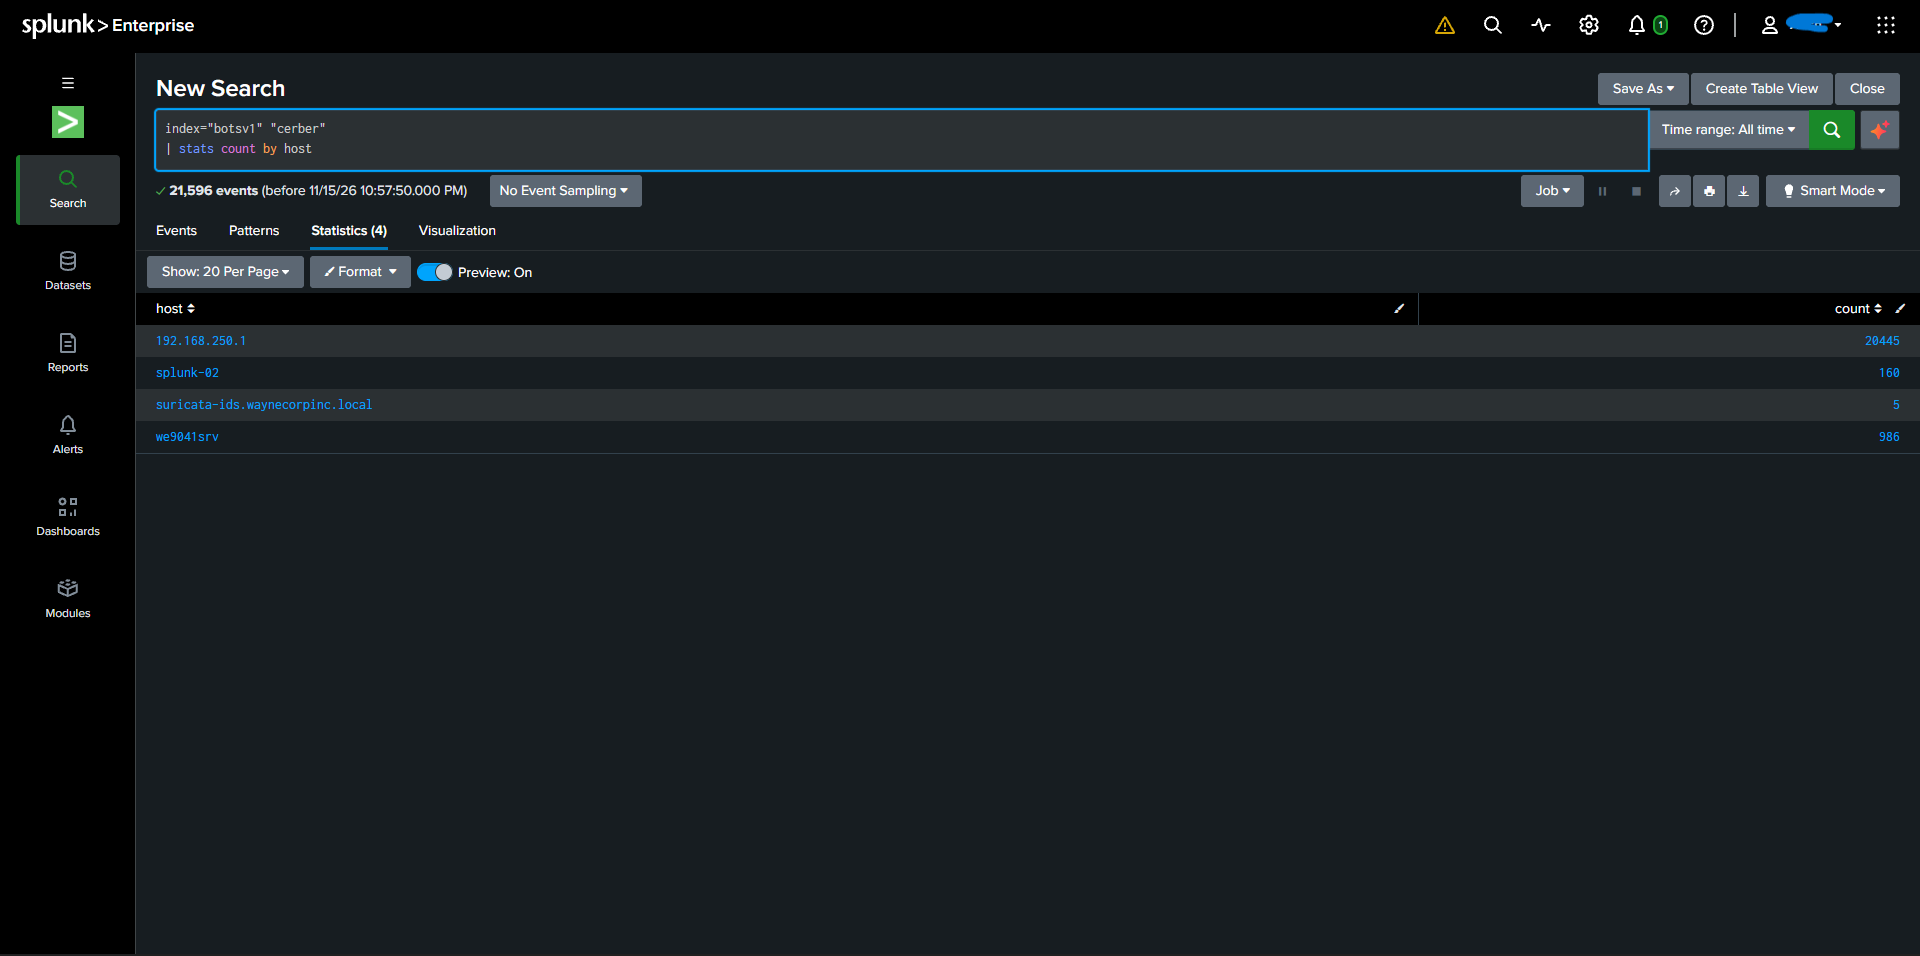 splunk> Enterprise
1
New Search
Save As
Create Table View
Close
index="botsv1" "cerber"
| stats count by host
Time range: All time
21,596 events (before 11/15/26 10:57:50.000 PM)
No Event Sampling
Job
Smart Mode
Events
Patterns
Statistics (4)
Visualization
Show: 20 Per Page
Format
Preview: On
host
count
192.168.250.1
20445
splunk-02
160
suricata-ids.waynecorpinc.local
5
we9041srv
986
Search
Datasets
Reports
Alerts
Dashboards
Modules